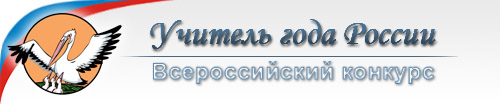 Учитель года России
Всероссийский конкурс